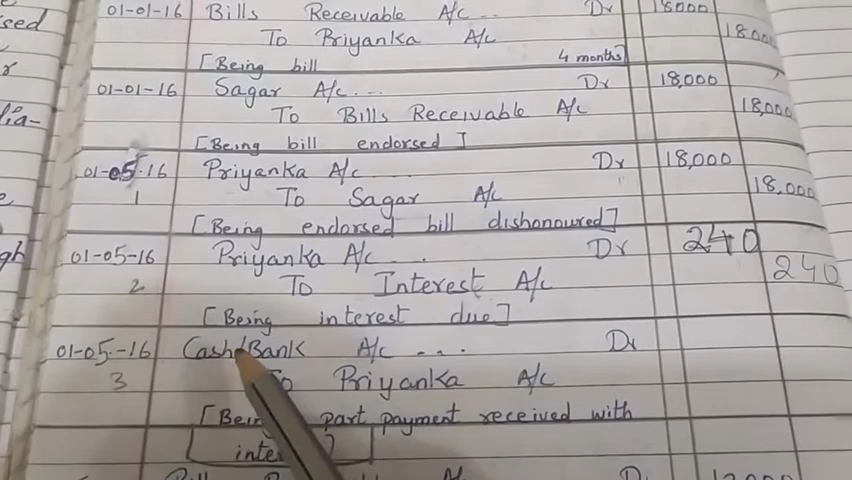 sed
r
lia-
e
gh
01-01-16 Bills Receivable A/c .. Dr 18000
To Priyanka A/c 18000
[Being bill 4 months]
01-01-16 Sagar A/c ... Dr 18,000
To Bills Receivable A/c 18,000
[Being bill endorsed]
01-05-16 Priyanka A/c ... Dr 18,000
1 To Sagar A/c 18,000
[Being endorsed bill dishonoured]
01-05-16 Priyanka A/c ... Dr 240
2 To Interest A/c 240
[Being interest due]
01-05-16 Cash/Bank A/c ... Dr
3 To Priyanka A/c
part payment received with